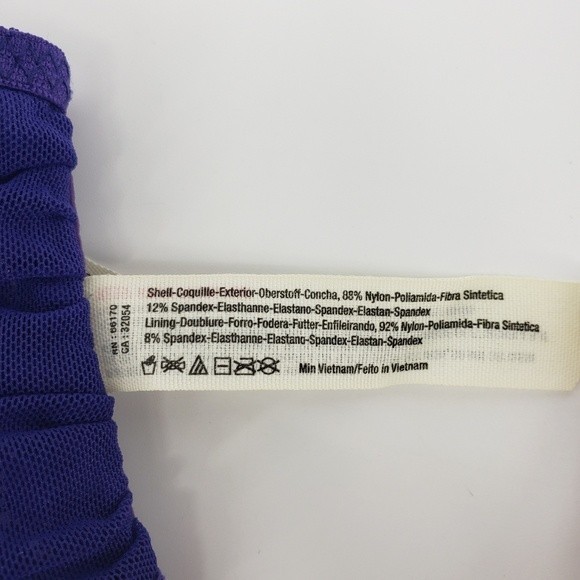 Shell-Coquille-Exterior-Oberstoff-Concha, 88% Nylon-Poliamida-Fibra Sintetica
12% Spandex-Elasthanne-Elastano-Spandex-Elastan-Spandex
Lining-Doublure-Forro-Fodera-Futter-Enfileirando, 92% Nylon-Poliamida-Fibra Sintetica
8% Spandex-Elasthanne-Elastano-Spandex-Elastan-Spandex
Min Vietnam/Feito in Vietnam
RN : 56170
CA : 32054